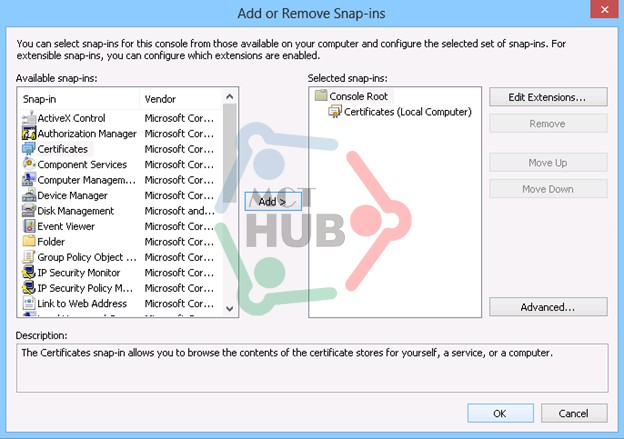 Add or Remove Snap-ins
You can select snap-ins for this console from those available on your computer and configure the selected set of snap-ins. For
extensible snap-ins, you can configure which extensions are enabled.
Available snap-ins:
Selected snap-ins:
Snap-in Vendor
ActiveX Control Microsoft Cor...
Authorization Manager Microsoft Cor...
Certificates Microsoft Cor...
Component Services Microsoft Cor...
Computer Managem... Microsoft Cor...
Device Manager Microsoft Cor...
Disk Management Microsoft and...
Event Viewer Microsoft Cor...
Folder Microsoft Cor...
Group Policy Object ... Microsoft Cor...
IP Security Monitor Microsoft Cor...
IP Security Policy M... Microsoft Cor...
Link to Web Address Microsoft Cor...
Add >
MCT
HUB
Console Root
Certificates (Local Computer)
Edit Extensions...
Remove
Move Up
Move Down
Advanced...
Description:
The Certificates snap-in allows you to browse the contents of the certificate stores for yourself, a service, or a computer.
OK
Cancel